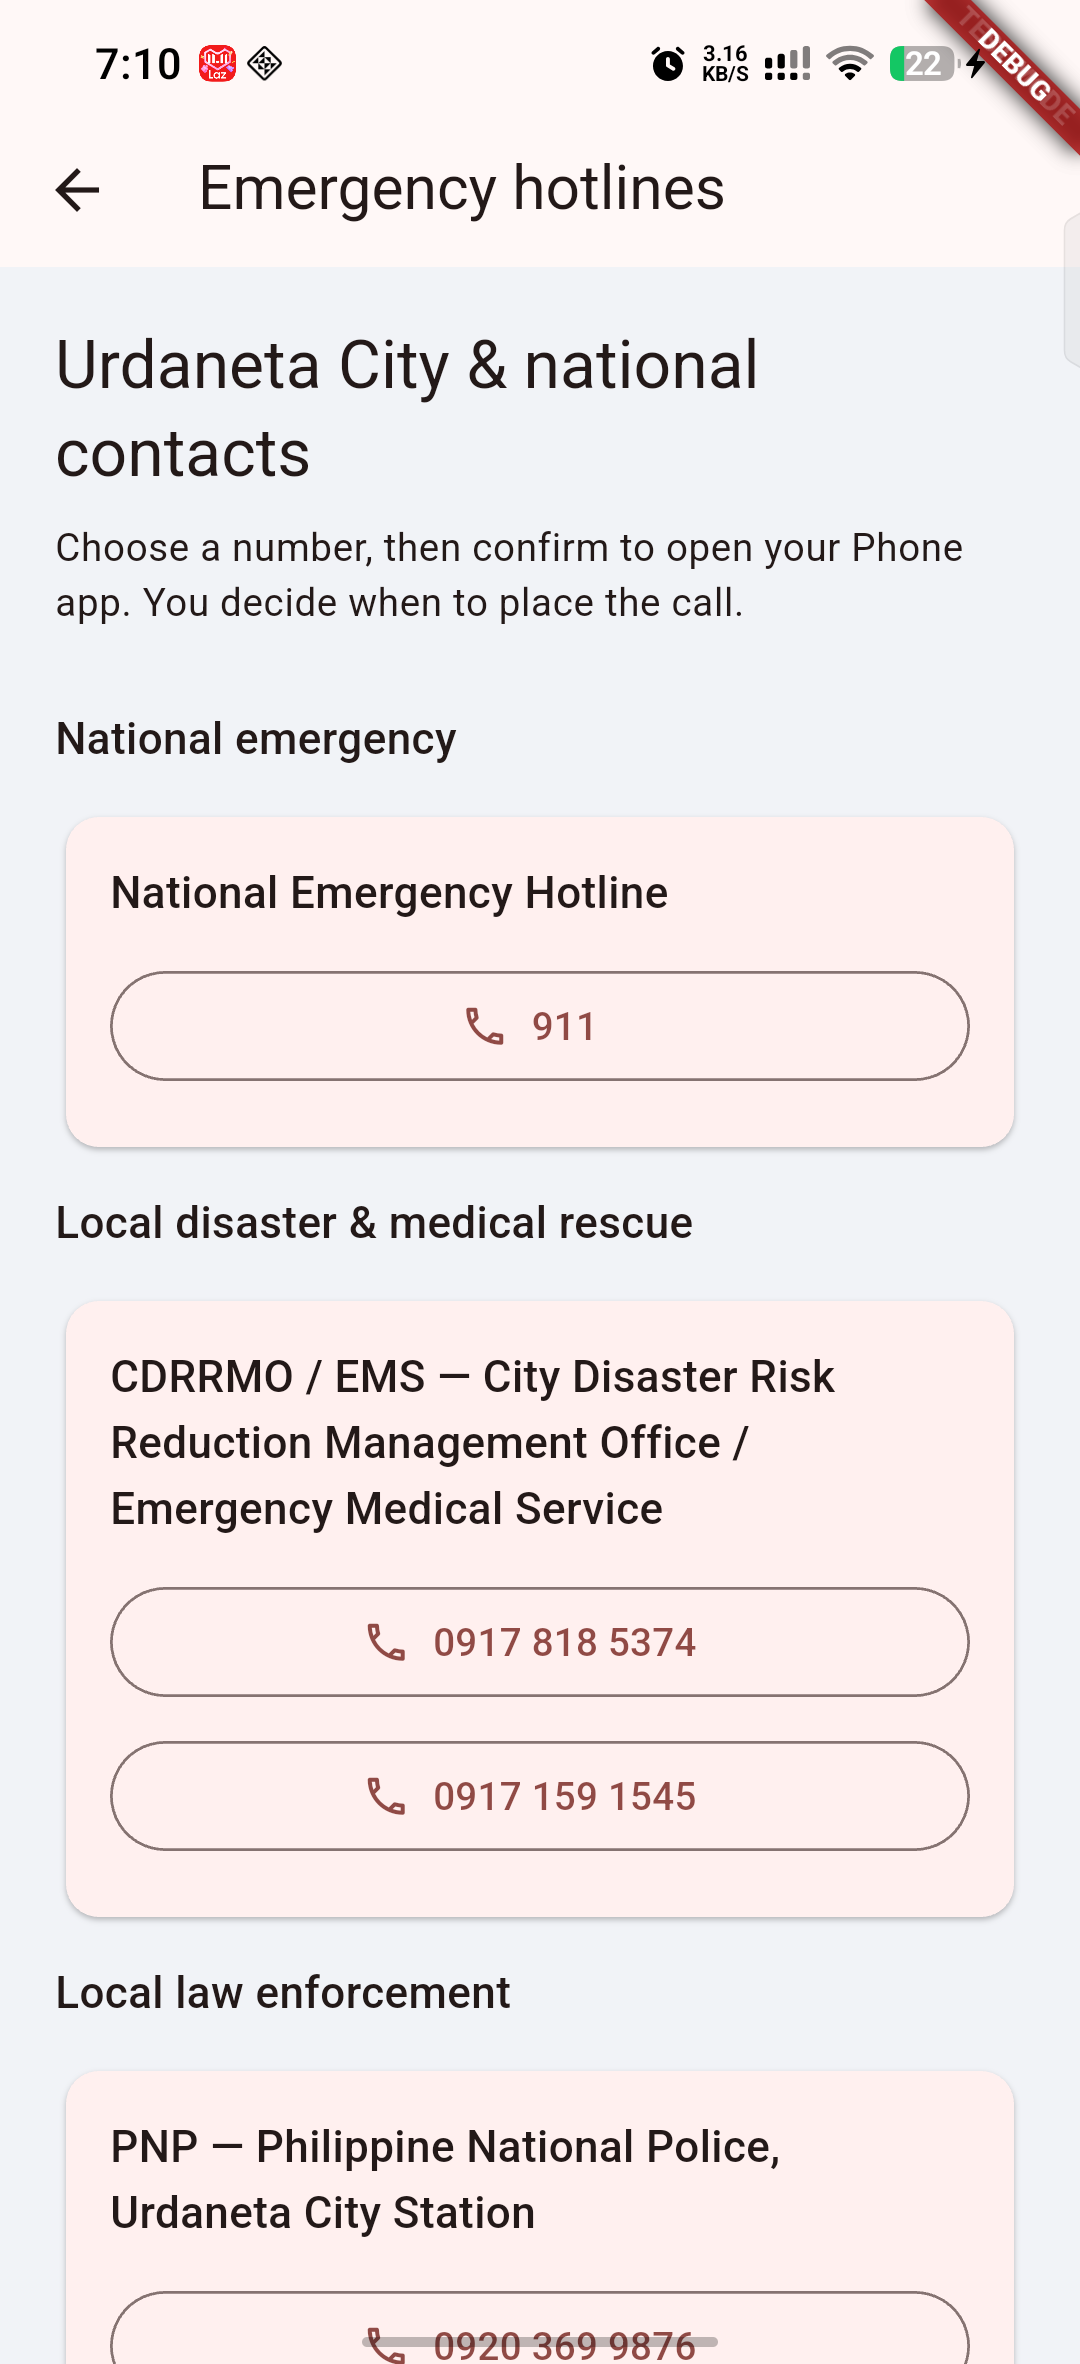 7:10
Laz
3.16
KB/S
22
DEBUG
Emergency hotlines
Urdaneta City & national
contacts
Choose a number, then confirm to open your Phone
app. You decide when to place the call.
National emergency
National Emergency Hotline
911
Local disaster & medical rescue
CDRRMO / EMS — City Disaster Risk
Reduction Management Office /
Emergency Medical Service
0917 818 5374
0917 159 1545
Local law enforcement
PNP — Philippine National Police,
Urdaneta City Station
0920 369 9876